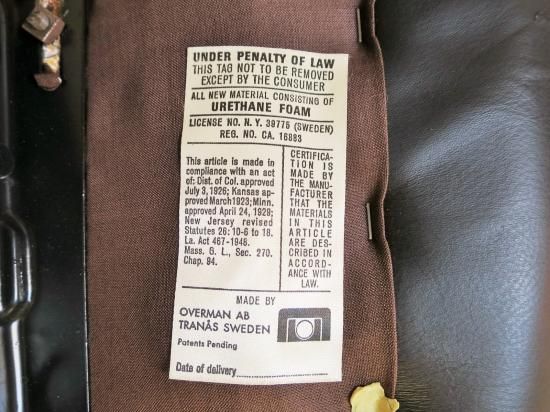 UNDER PENALTY OF LAW
THIS TAG NOT TO BE REMOVED
EXCEPT BY THE CONSUMER
ALL NEW MATERIAL CONSISTING OF
URETHANE FOAM
LICENSE NO. N.Y. 39775 (SWEDEN)
REG. NO. CA. 16883
This article is made in
compliance with an act
of: Dist. of Col. approved
July 3, 1926; Kansas ap-
proved March 1923; Minn.
approved April 24, 1929;
New Jersey revised
Statutes 26: 10-6 to 18.
La. Act 467-1948.
Mass. G. L., Sec. 270.
Chap. 94.
CERTIFICA-
TION IS
MADE BY
THE MANU-
FACTURER
THAT THE
MATERIALS
IN THIS
ARTICLE
ARE DES-
CRIBED IN
ACCORD-
ANCE WITH
LAW.
MADE BY
OVERMAN AB
TRANÅS SWEDEN
Patents Pending
Date of delivery